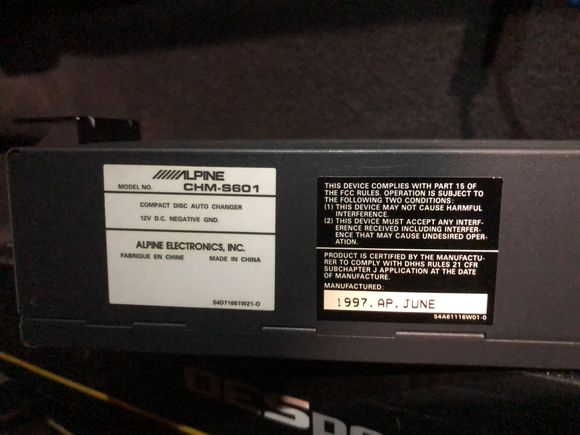 ALPINE
MODEL NO. CHM-S601
COMPACT DISC AUTO CHANGER
12V D.C. NEGATIVE GND.
ALPINE ELECTRONICS, INC.
FABRIQUE EN CHINE MADE IN CHINA
54D71661W21-O
THIS DEVICE COMPLIES WITH PART 15 OF
THE FCC RULES. OPERATION IS SUBJECT TO
THE FOLLOWING TWO CONDITIONS:
(1) THIS DEVICE MAY NOT CAUSE HARMFUL
INTERFERENCE.
(2) THIS DEVICE MUST ACCEPT ANY INTERF-
ERENCE RECEIVED INCLUDING INTERFER-
ENCE THAT MAY CAUSE UNDESIRED OPER-
ATION.
PRODUCT IS CERTIFIED BY THE MANUFACTU-
RER TO COMPLY WITH DHHS RULES 21 CFR
SUBCHAPTER J APPLICATION AT THE DATE
OF MANUFACTURE.
MANUFACTURED:
1997. AP. JUNE
54A61116W01-0